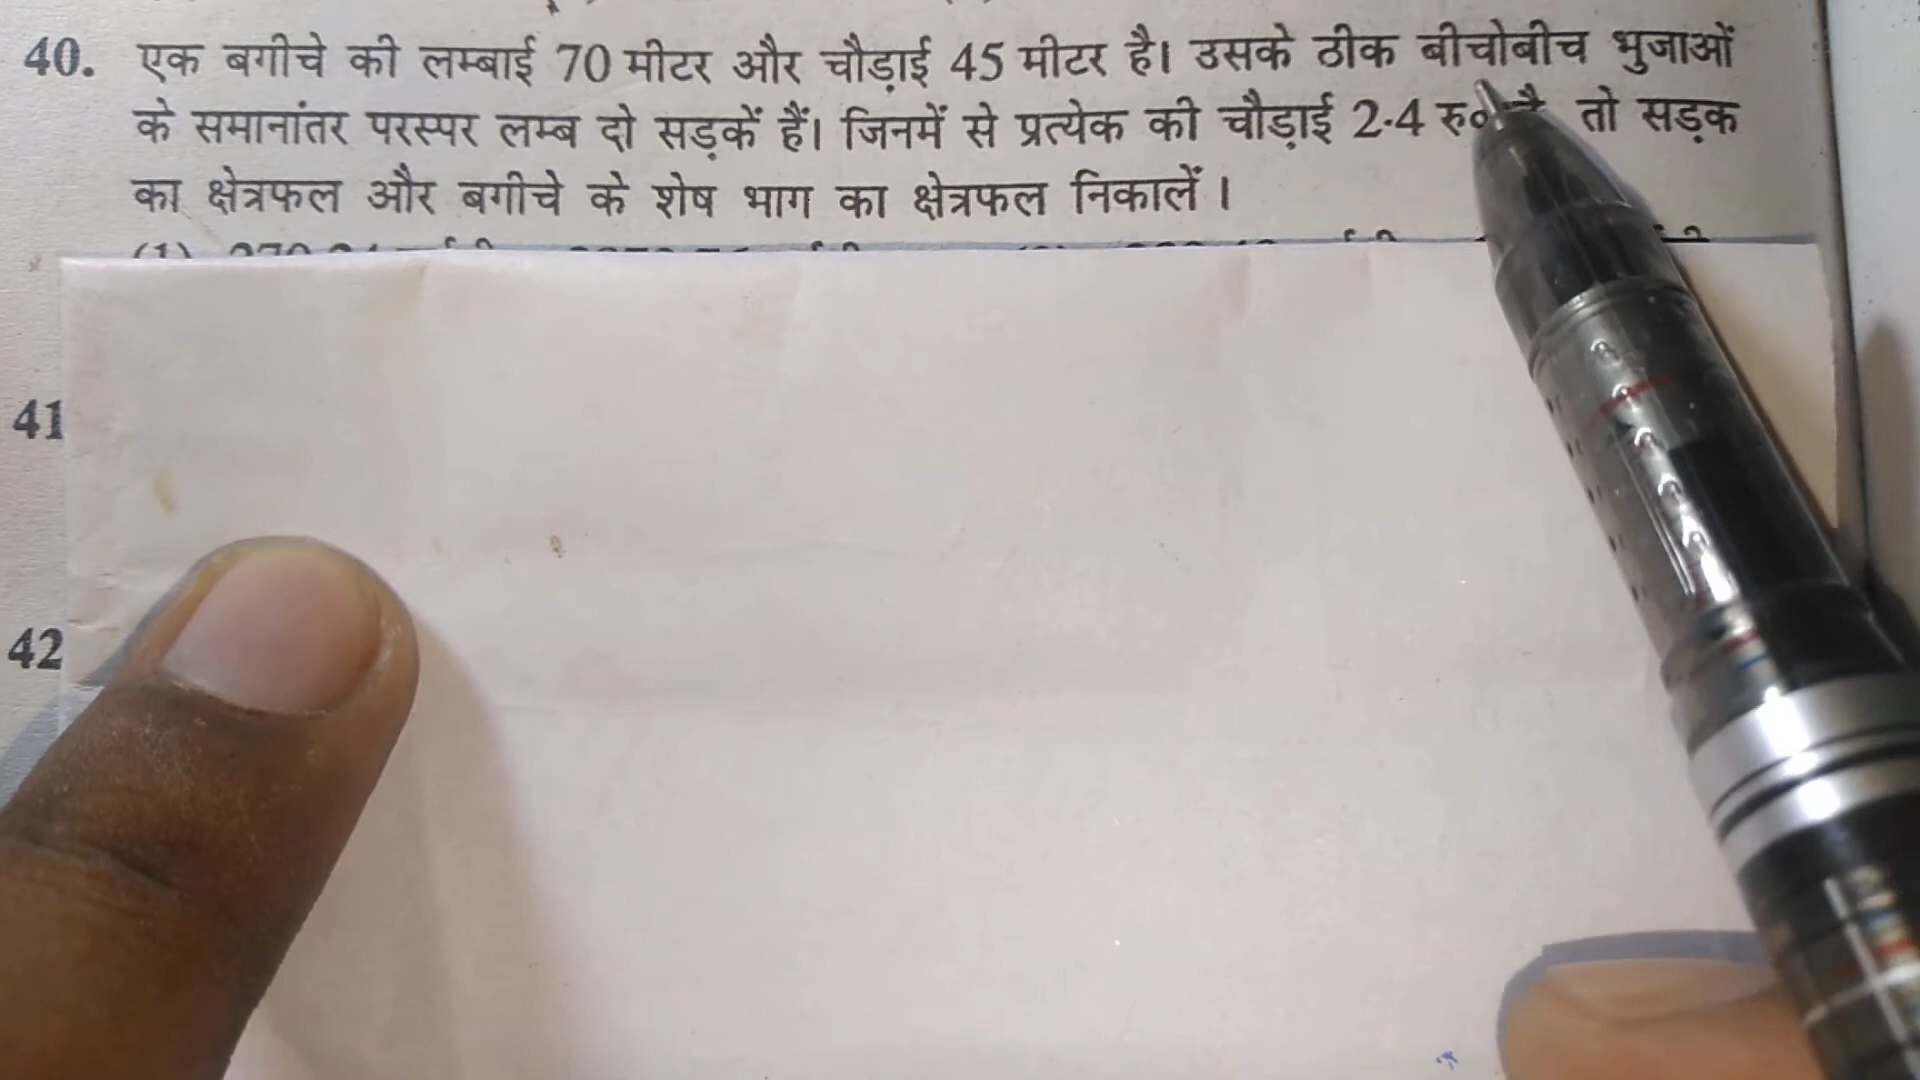 40. एक बगीचे की लम्बाई 70 मीटर और चौड़ाई 45 मीटर है। उसके ठीक बीचोबीच भुजाओं
के समानांतर परस्पर लम्ब दो सड़कें हैं। जिनमें से प्रत्येक की चौड़ाई 2·4 रु० है तो सड़क
का क्षेत्रफल और बगीचे के शेष भाग का क्षेत्रफल निकालें ।
41
42